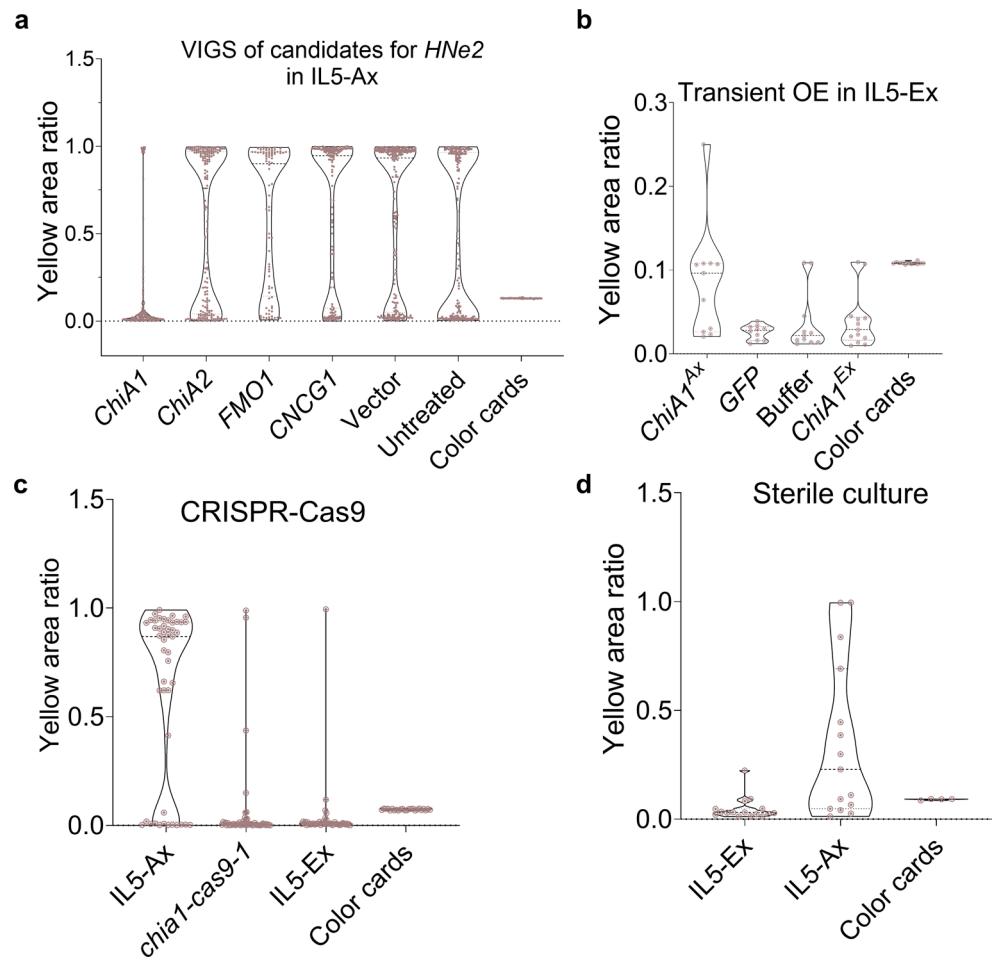 a
VIGS of candidates for HNe2
in IL5-Ax
Yellow area ratio
1.5
1.0
0.5
0.0
ChiA1
ChiA2
FMO1
CNCG1
Vector
Untreated
Color cards
b
Transient OE in IL5-Ex
Yellow area ratio
0.3
0.2
0.1
0.0
ChiA1^Ax
GFP
Buffer
ChiA1^Ex
Color cards
c
CRISPR-Cas9
Yellow area ratio
1.5
1.0
0.5
0.0
IL5-Ax
chia1-cas9-1
IL5-Ex
Color cards
d
Sterile culture
Yellow area ratio
1.5
1.0
0.5
0.0
IL5-Ex
IL5-Ax
Color cards